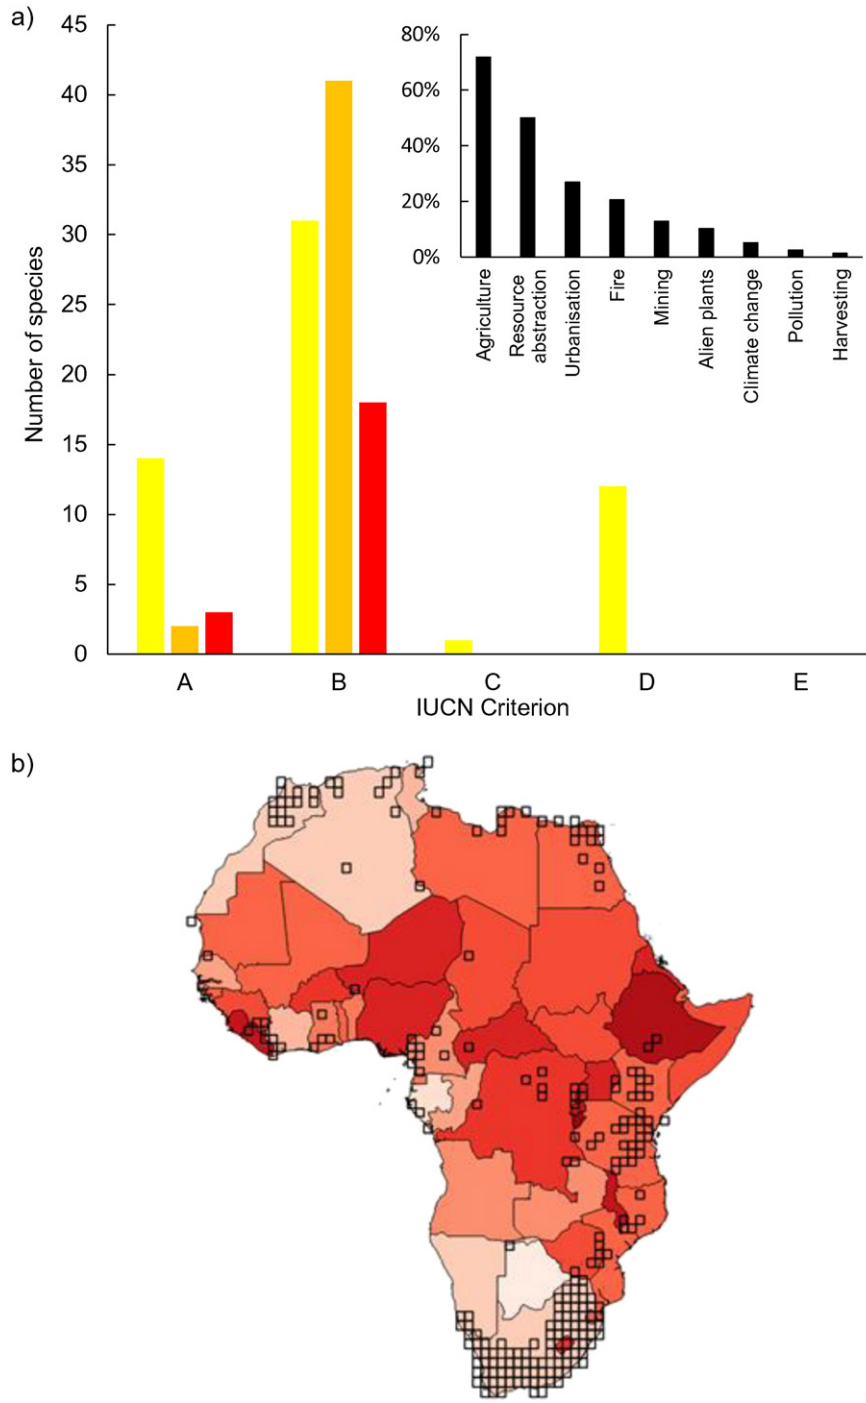 a)
45
40
35
30
25
20
15
10
5
0
Number of species
A B C D E
IUCN Criterion
80%
60%
40%
20%
0%
Agriculture
Resource
abstraction
Urbanisation
Fire
Mining
Alien plants
Climate change
Pollution
Harvesting
b)